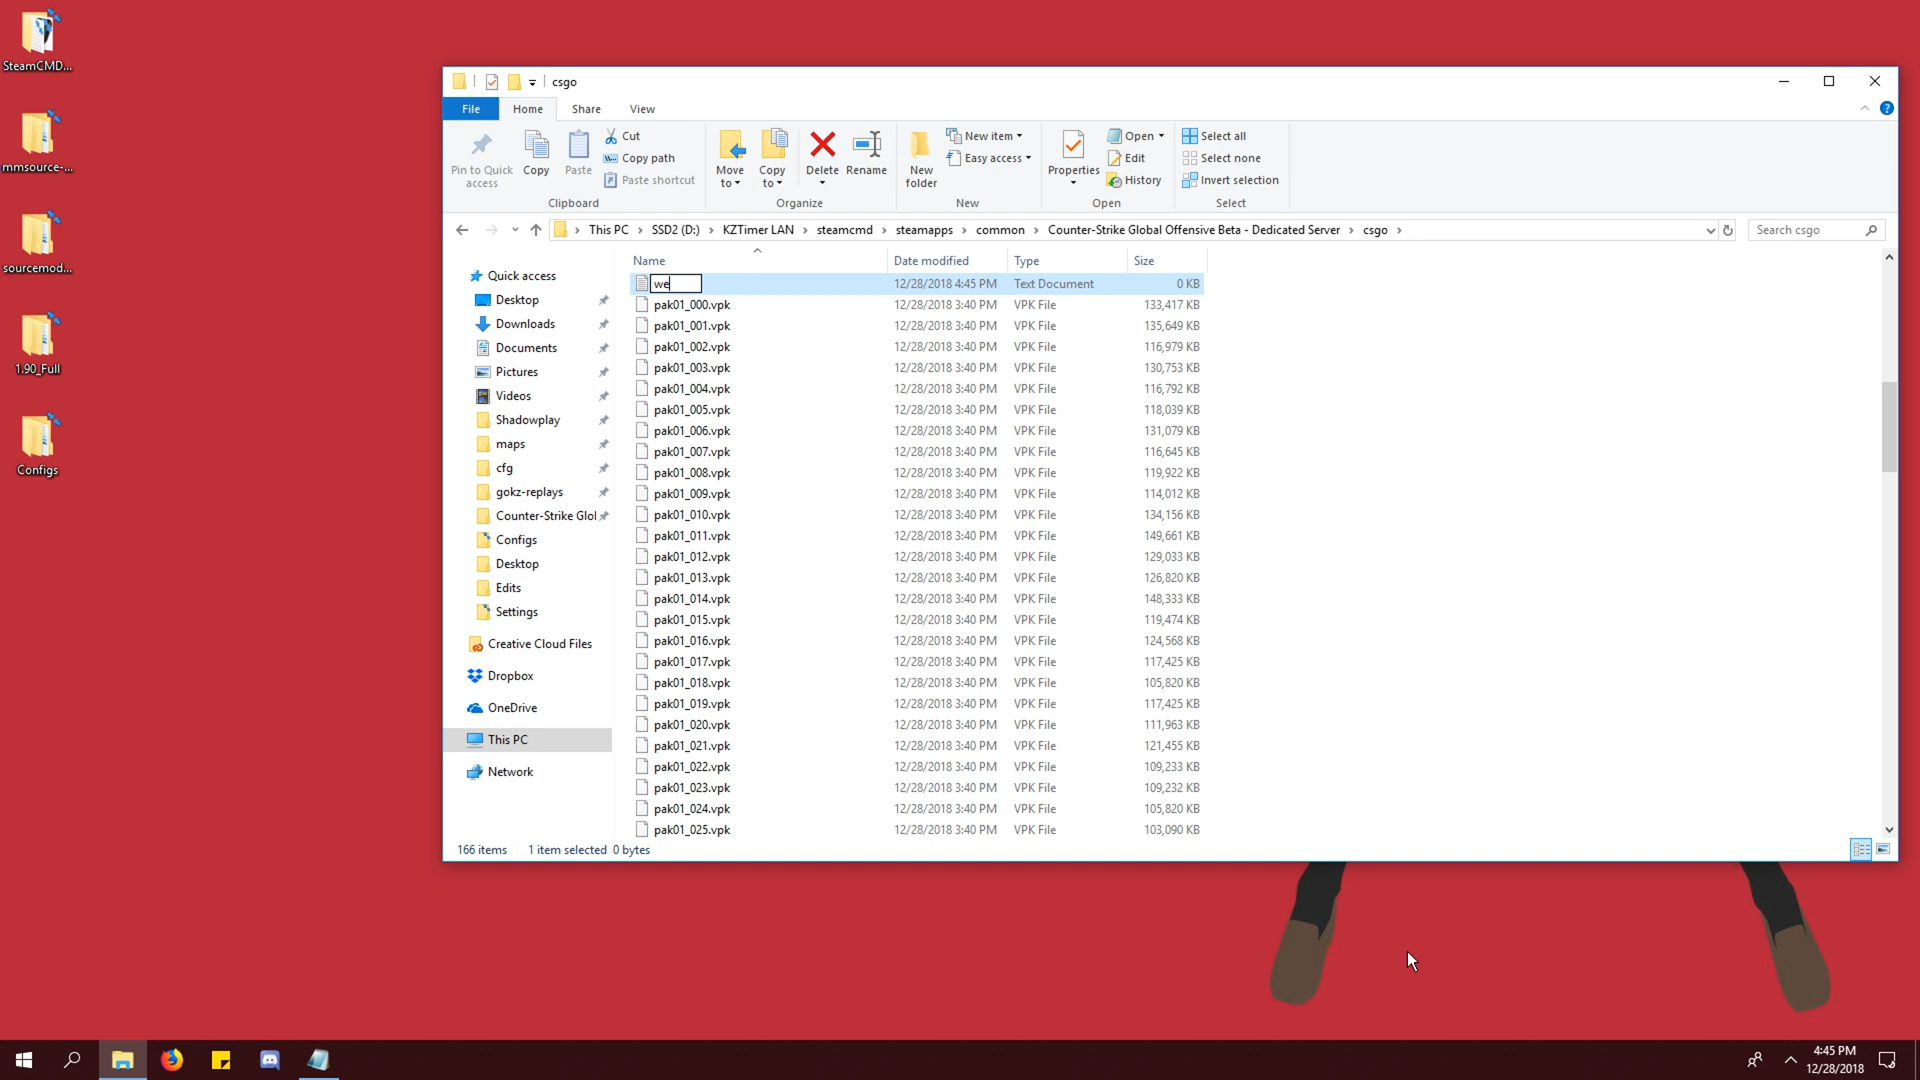 SteamCMD...
mmsource-...
sourcemod...
1.90_Full
Configs
csgo
File Home Share View
Pin to Quick access
Copy
Paste
Cut
Copy path
Paste shortcut
Clipboard
Move to
Copy to
Delete
Rename
Organize
New folder
New item
Easy access
New
Properties
Open
Edit
History
Open
Select all
Select none
Invert selection
Select
This PC SSD2 (D:) KZTimer LAN steamcmd steamapps common Counter-Strike Global Offensive Beta - Dedicated Server csgo
Search csgo
Quick access
Desktop
Downloads
Documents
Pictures
Videos
Shadowplay
maps
cfg
gokz-replays
Counter-Strike Glol
Configs
Desktop
Edits
Settings
Creative Cloud Files
Dropbox
OneDrive
This PC
Network
Name Date modified Type Size
we 12/28/2018 4:45 PM Text Document 0 KB
pak01_000.vpk 12/28/2018 3:40 PM VPK File 133,417 KB
pak01_001.vpk 12/28/2018 3:40 PM VPK File 135,649 KB
pak01_002.vpk 12/28/2018 3:40 PM VPK File 116,979 KB
pak01_003.vpk 12/28/2018 3:40 PM VPK File 130,753 KB
pak01_004.vpk 12/28/2018 3:40 PM VPK File 116,792 KB
pak01_005.vpk 12/28/2018 3:40 PM VPK File 118,039 KB
pak01_006.vpk 12/28/2018 3:40 PM VPK File 131,079 KB
pak01_007.vpk 12/28/2018 3:40 PM VPK File 116,645 KB
pak01_008.vpk 12/28/2018 3:40 PM VPK File 119,922 KB
pak01_009.vpk 12/28/2018 3:40 PM VPK File 114,012 KB
pak01_010.vpk 12/28/2018 3:40 PM VPK File 134,156 KB
pak01_011.vpk 12/28/2018 3:40 PM VPK File 149,661 KB
pak01_012.vpk 12/28/2018 3:40 PM VPK File 129,033 KB
pak01_013.vpk 12/28/2018 3:40 PM VPK File 126,820 KB
pak01_014.vpk 12/28/2018 3:40 PM VPK File 148,333 KB
pak01_015.vpk 12/28/2018 3:40 PM VPK File 119,474 KB
pak01_016.vpk 12/28/2018 3:40 PM VPK File 124,568 KB
pak01_017.vpk 12/28/2018 3:40 PM VPK File 117,425 KB
pak01_018.vpk 12/28/2018 3:40 PM VPK File 105,820 KB
pak01_019.vpk 12/28/2018 3:40 PM VPK File 117,425 KB
pak01_020.vpk 12/28/2018 3:40 PM VPK File 111,963 KB
pak01_021.vpk 12/28/2018 3:40 PM VPK File 121,455 KB
pak01_022.vpk 12/28/2018 3:40 PM VPK File 109,233 KB
pak01_023.vpk 12/28/2018 3:40 PM VPK File 109,232 KB
pak01_024.vpk 12/28/2018 3:40 PM VPK File 105,820 KB
pak01_025.vpk 12/28/2018 3:40 PM VPK File 103,090 KB
166 items 1 item selected 0 bytes
4:45 PM
12/28/2018